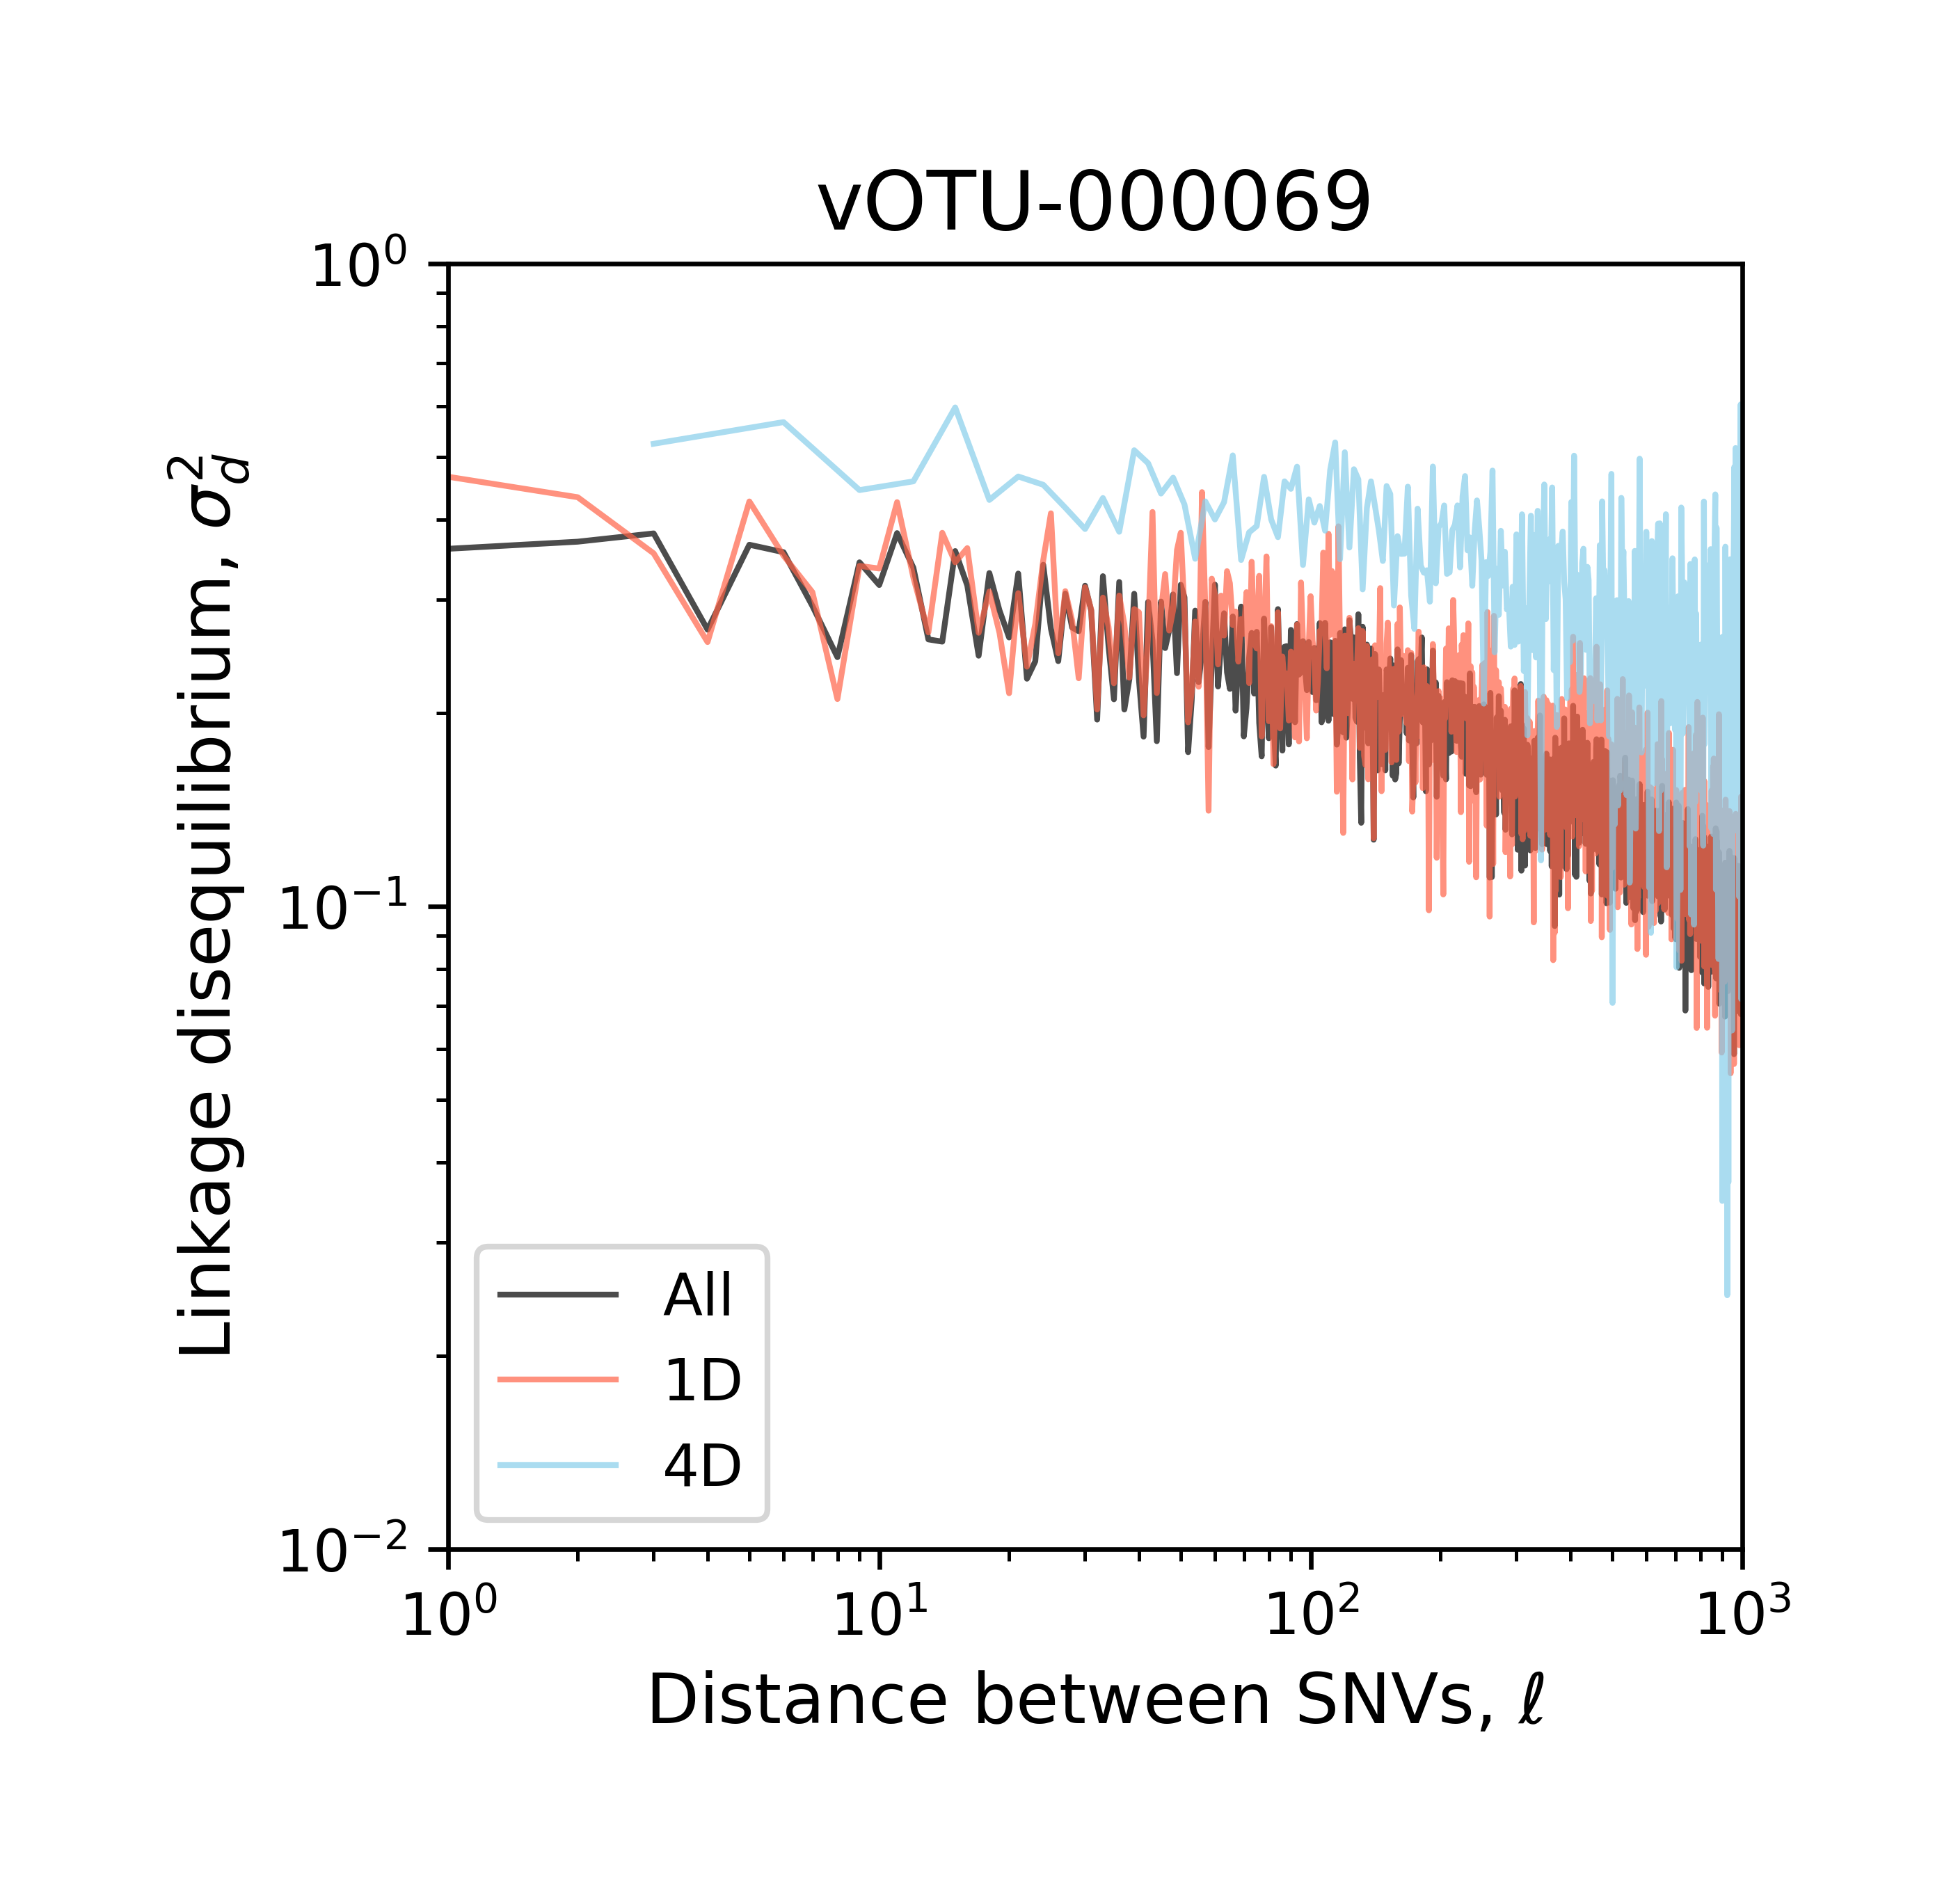 vOTU-000069
10⁰
10⁻¹
10⁻²
Linkage disequilibrium, σ_d²
All
1D
4D
10⁰ 10¹ 10² 10³
Distance between SNVs, ℓ